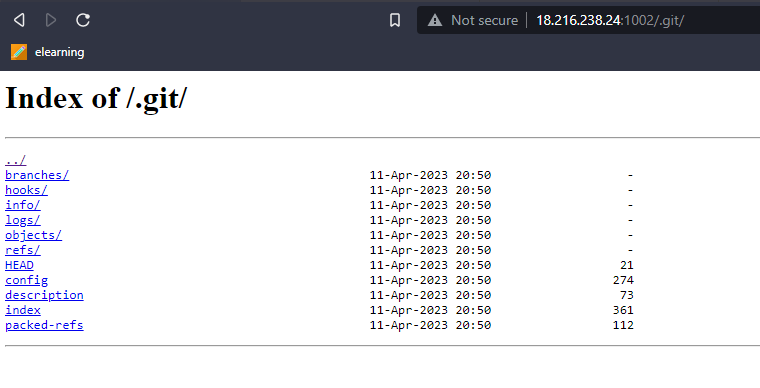 Not secure | 18.216.238.24:1002/.git/
elearning
Index of /.git/
../
branches/ 11-Apr-2023 20:50 -
hooks/ 11-Apr-2023 20:50 -
info/ 11-Apr-2023 20:50 -
logs/ 11-Apr-2023 20:50 -
objects/ 11-Apr-2023 20:50 -
refs/ 11-Apr-2023 20:50 -
HEAD 11-Apr-2023 20:50 21
config 11-Apr-2023 20:50 274
description 11-Apr-2023 20:50 73
index 11-Apr-2023 20:50 361
packed-refs 11-Apr-2023 20:50 112